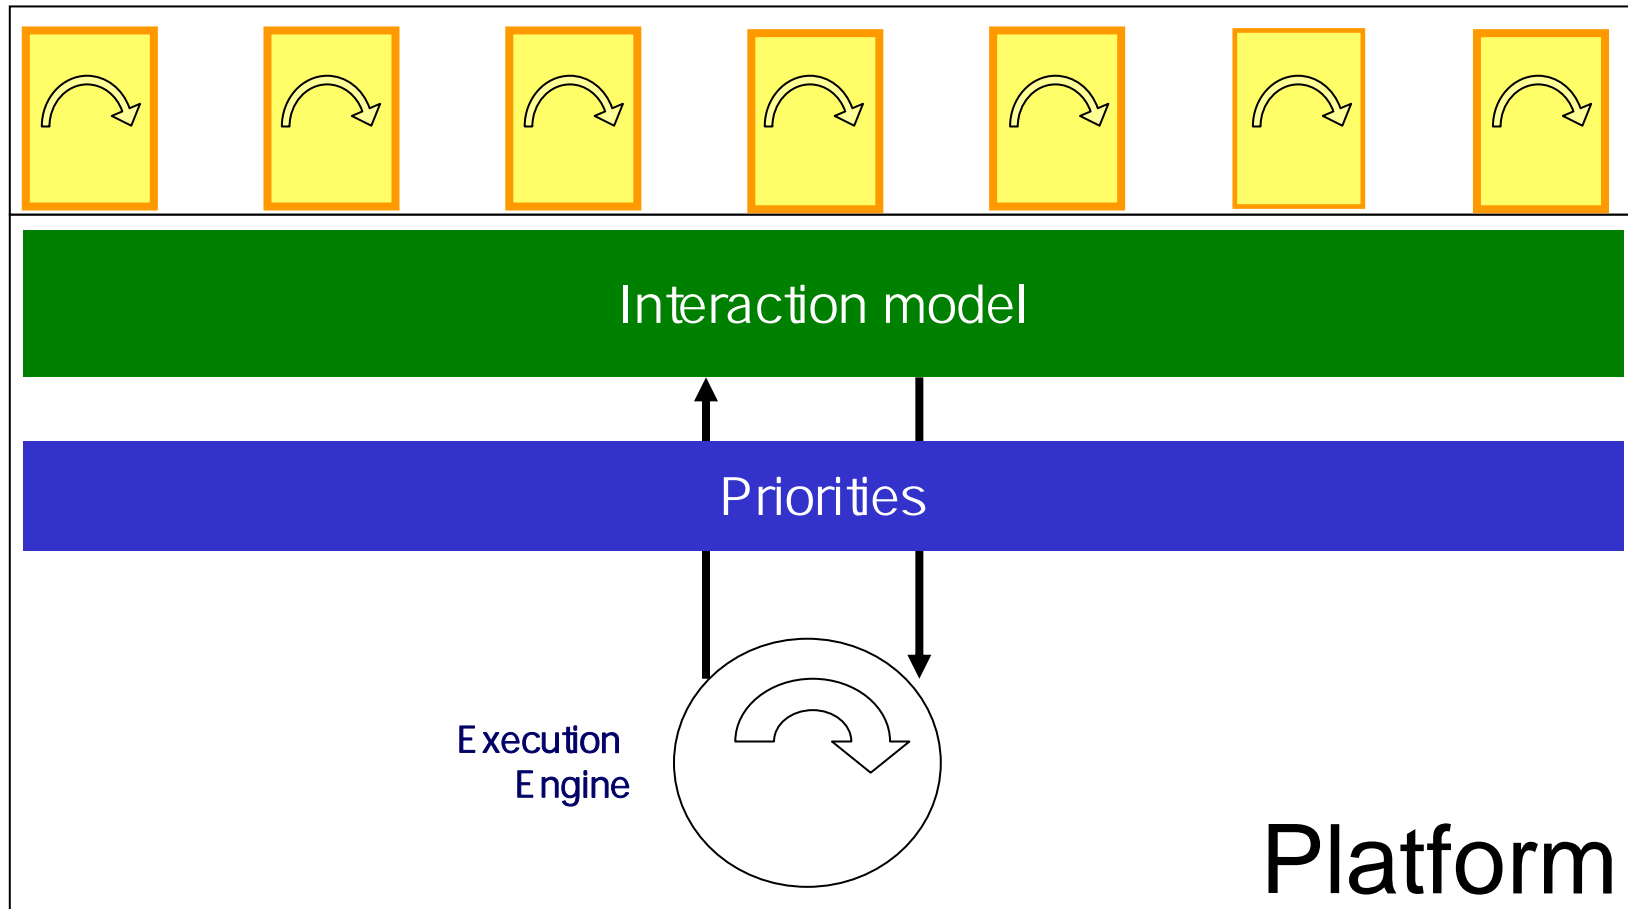 Interaction model
Priorities
Execution
Engine
Platform